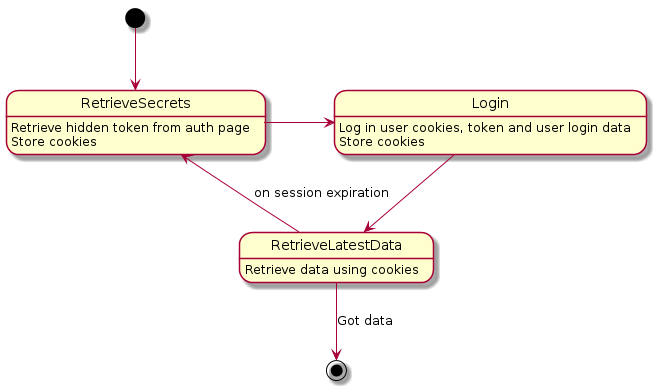 RetrieveSecrets
Retrieve hidden token from auth page
Store cookies
Login
Log in user cookies, token and user login data
Store cookies
on session expiration
RetrieveLatestData
Retrieve data using cookies
Got data